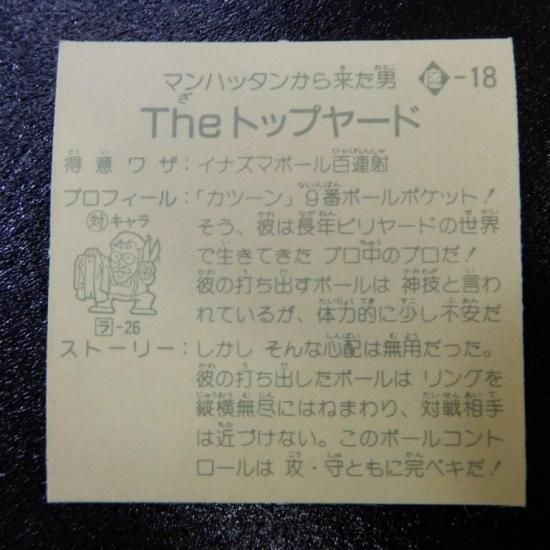 マンハッタンから来た男
-18
Theトップヤード
得意ワザ：イナズマボール百連射
プロフィール：「カツーン」9番ボールポケット！
そう、彼は長年ビリヤードの世界
で生きてきた プロ中のプロだ！
彼の打ち出すボールは 神技と言わ
れているが、体力的に少し不安だ
対キャラ
ラ-26
ストーリー：しかし そんな心配は無用だった。
彼の打ち出したボールは リングを
縦横無尽にはねまわり、対戦相手
は近づけない。このボールコント
ロールは 攻・守ともに完ペキだ！